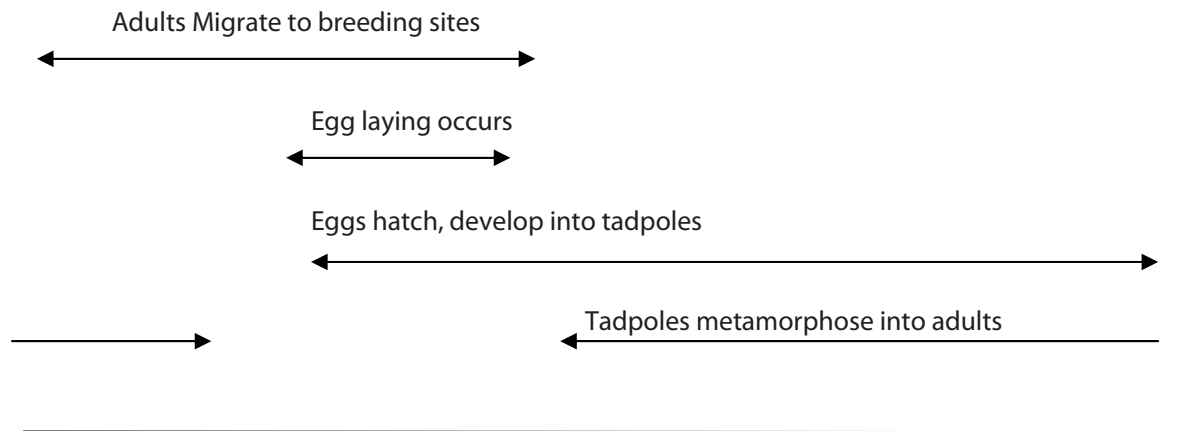 Adults Migrate to breeding sites
Egg laying occurs
Eggs hatch, develop into tadpoles
Tadpoles metamorphose into adults